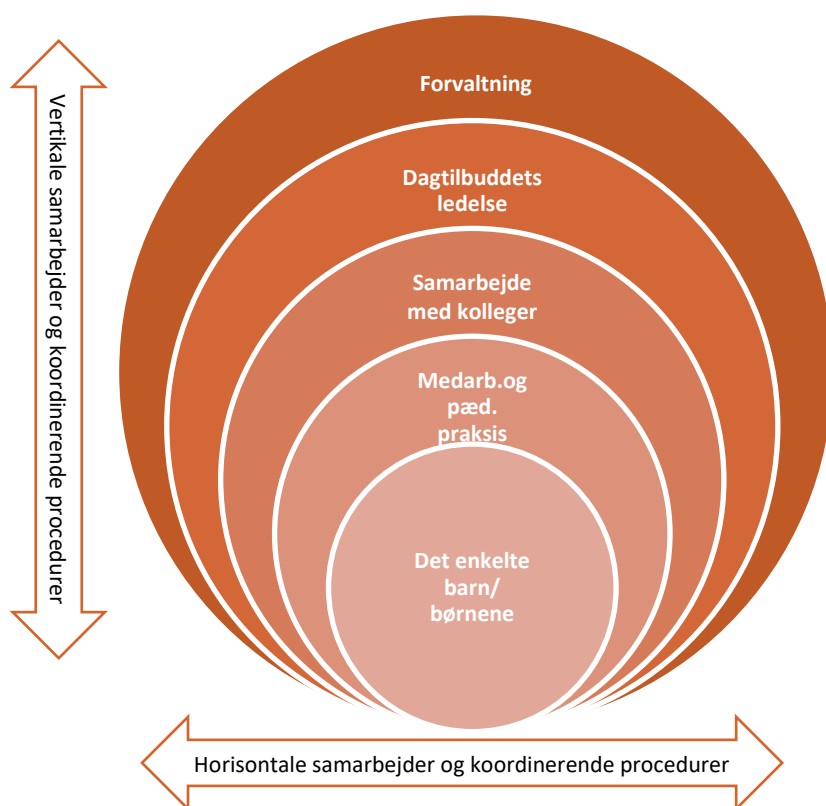 Forvaltning
Dagtilbuddets
ledelse
Samarbejde
med kolleger
Medarb.og
pæd.
praksis
Det enkelte
barn/
børnene
Vertikale samarbejder og koordinerende procedurer
Horisontale samarbejder og koordinerende procedurer